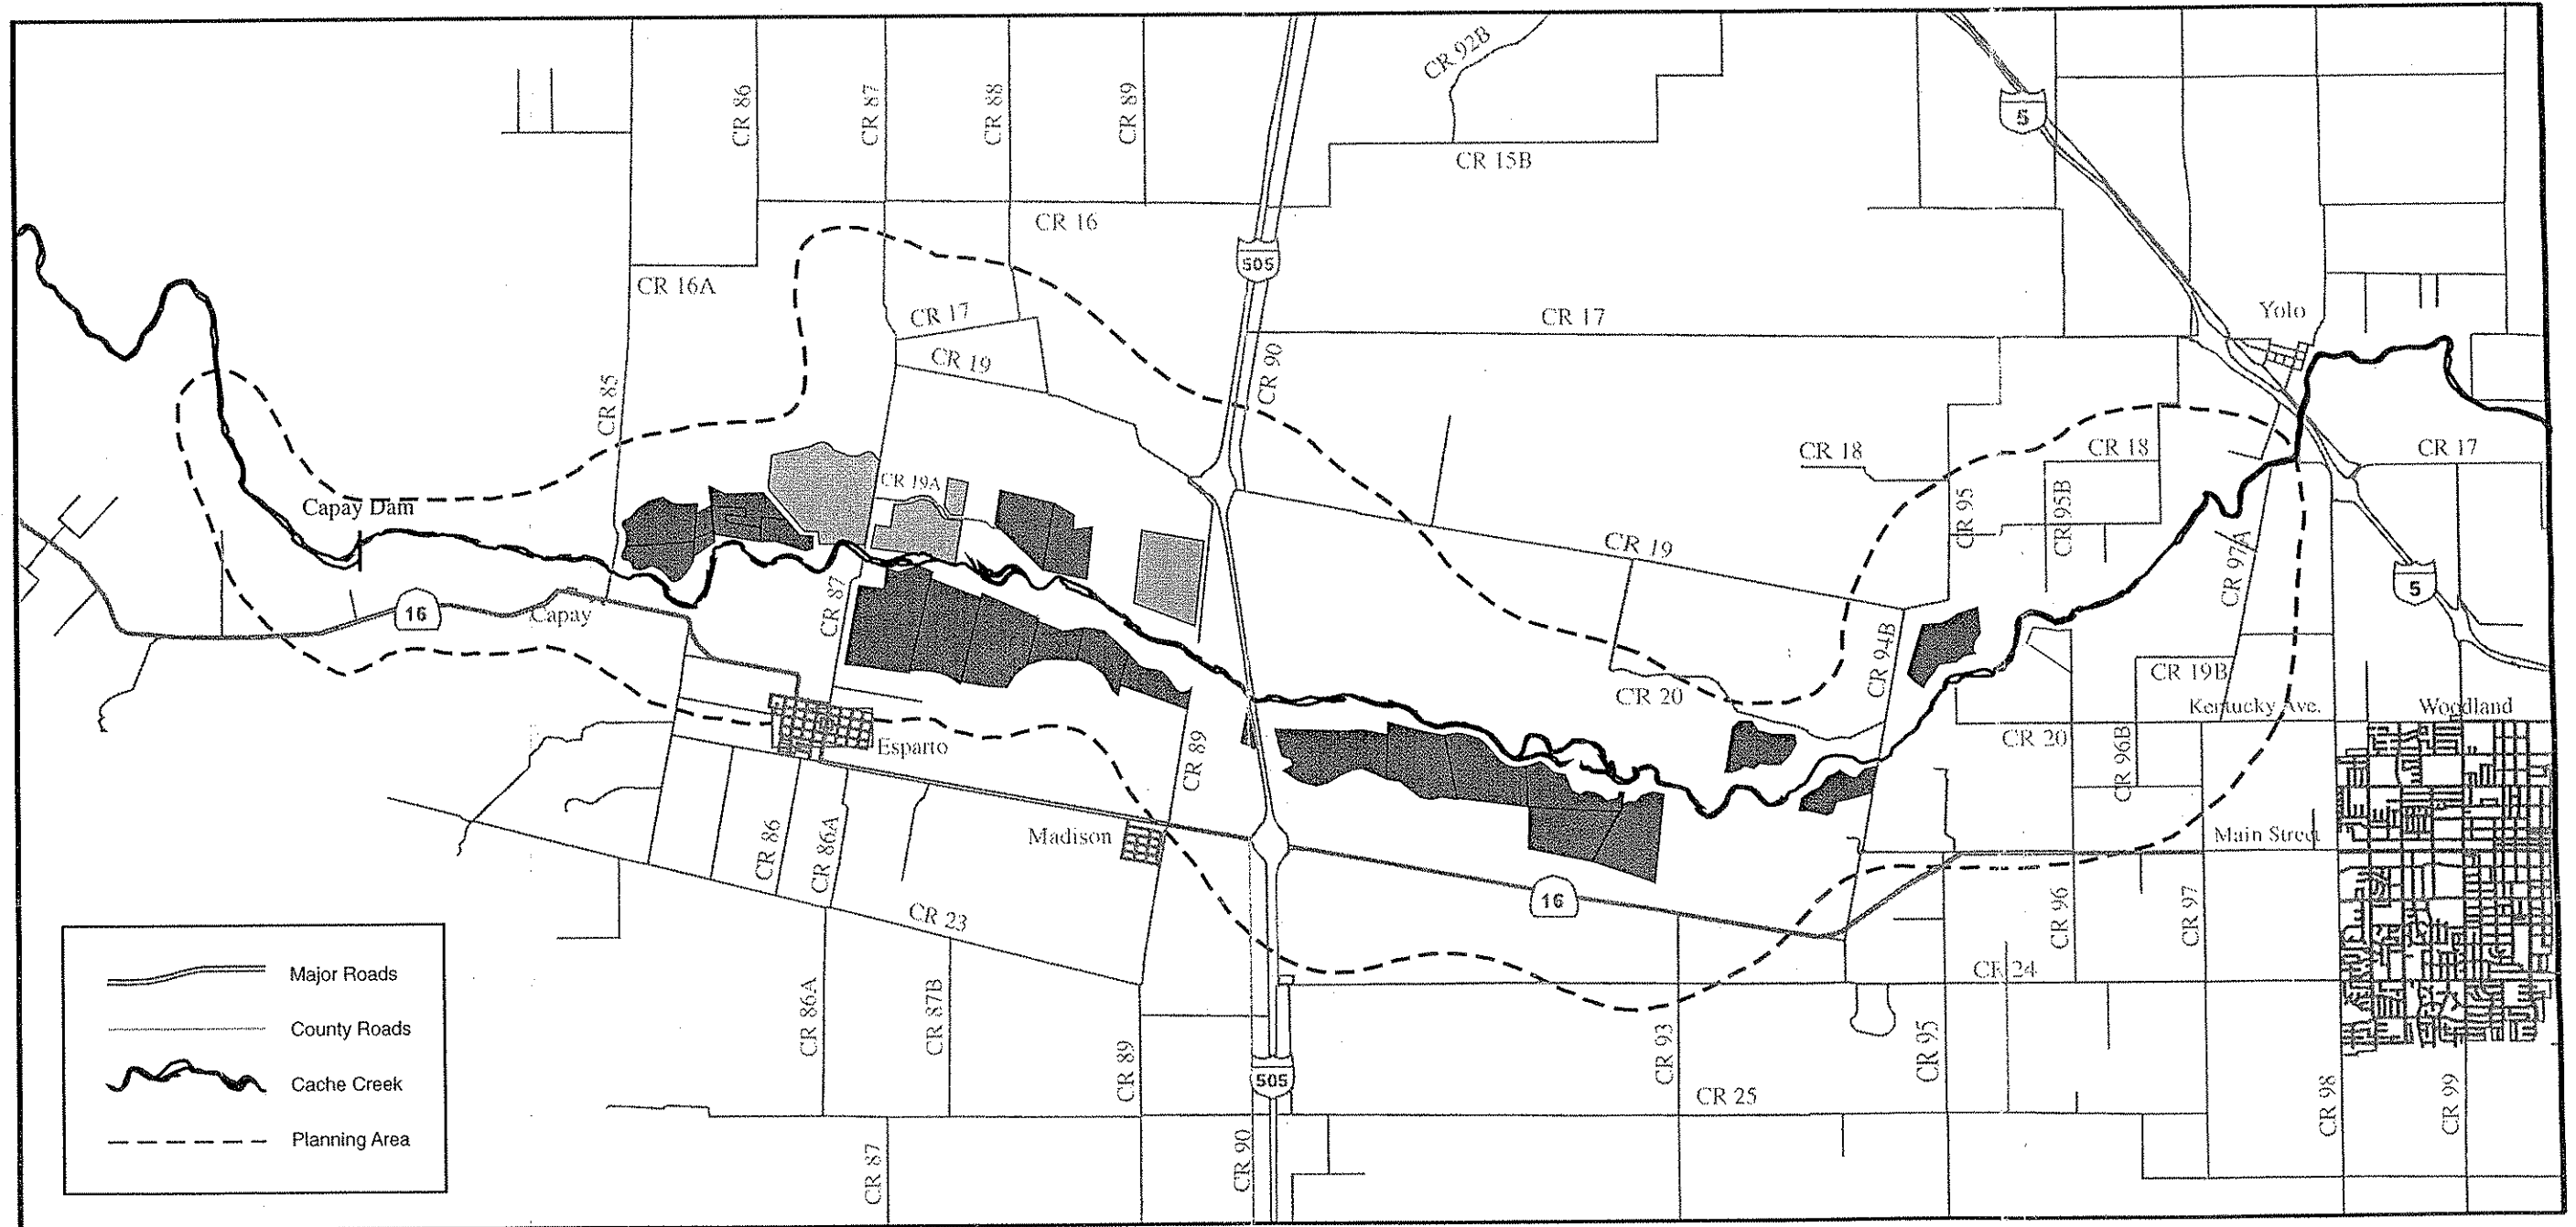 CR 92B
CR 86
CR 87
CR 88
CR 89
5
CR 15B
CR 16
505
CR 16A
CR 17
CR 17
Yolo
CR 19
CR 90
CR 85
CR 18
CR 18
CR 17
CR 19A
Capay Dam
CR 95
CR 95B
CR 19
CR 97A
5
16
Capay
CR 87
CR 94B
CR 19B
CR 20
Kentucky Ave.
Woodland
Esparto
CR 89
CR 20
CR 96B
Madison
CR 86
CR 86A
Main Street
16
CR 23
CR 96
CR 97
CR 24
Major Roads
County Roads
Cache Creek
Planning Area
CR 86A
CR 87B
CR 89
505
CR 93
CR 95
CR 25
CR 98
CR 99
CR 87
CR 90